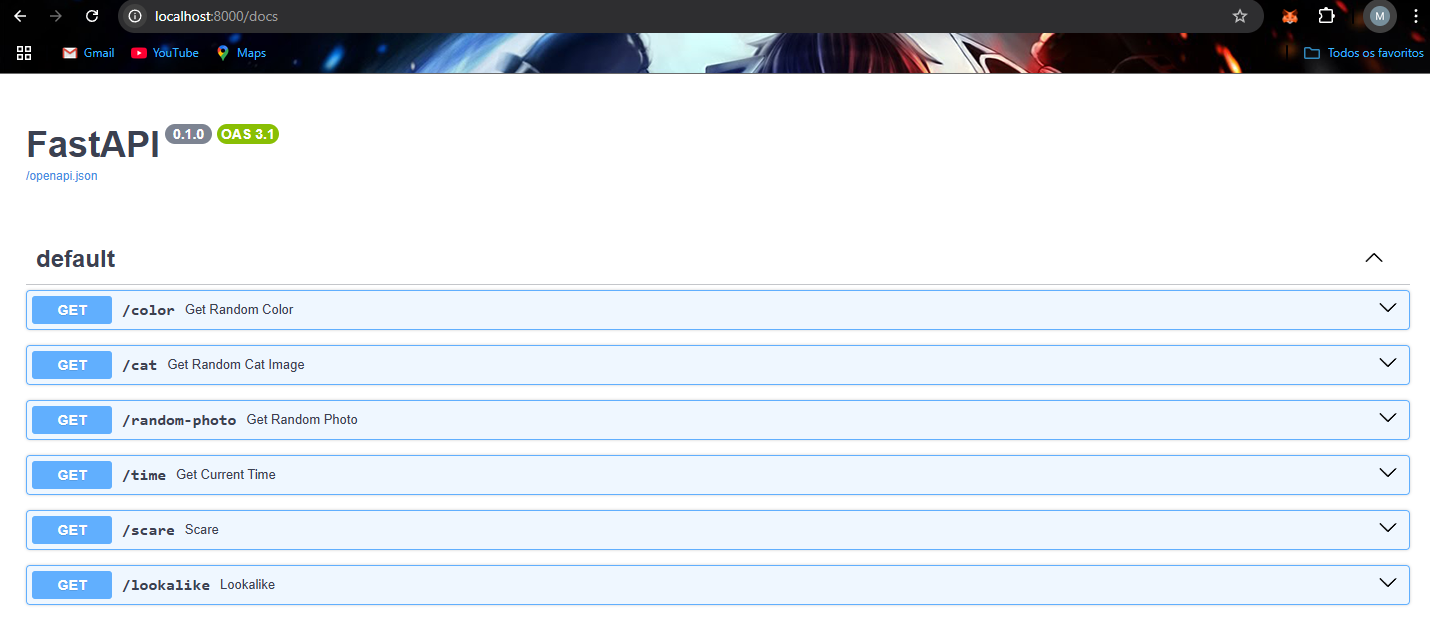 localhost:8000/docs
M
Gmail YouTube Maps Todos os favoritos
FastAPI 0.1.0 OAS 3.1
/openapi.json
default
GET /color Get Random Color
GET /cat Get Random Cat Image
GET /random-photo Get Random Photo
GET /time Get Current Time
GET /scare Scare
GET /lookalike Lookalike